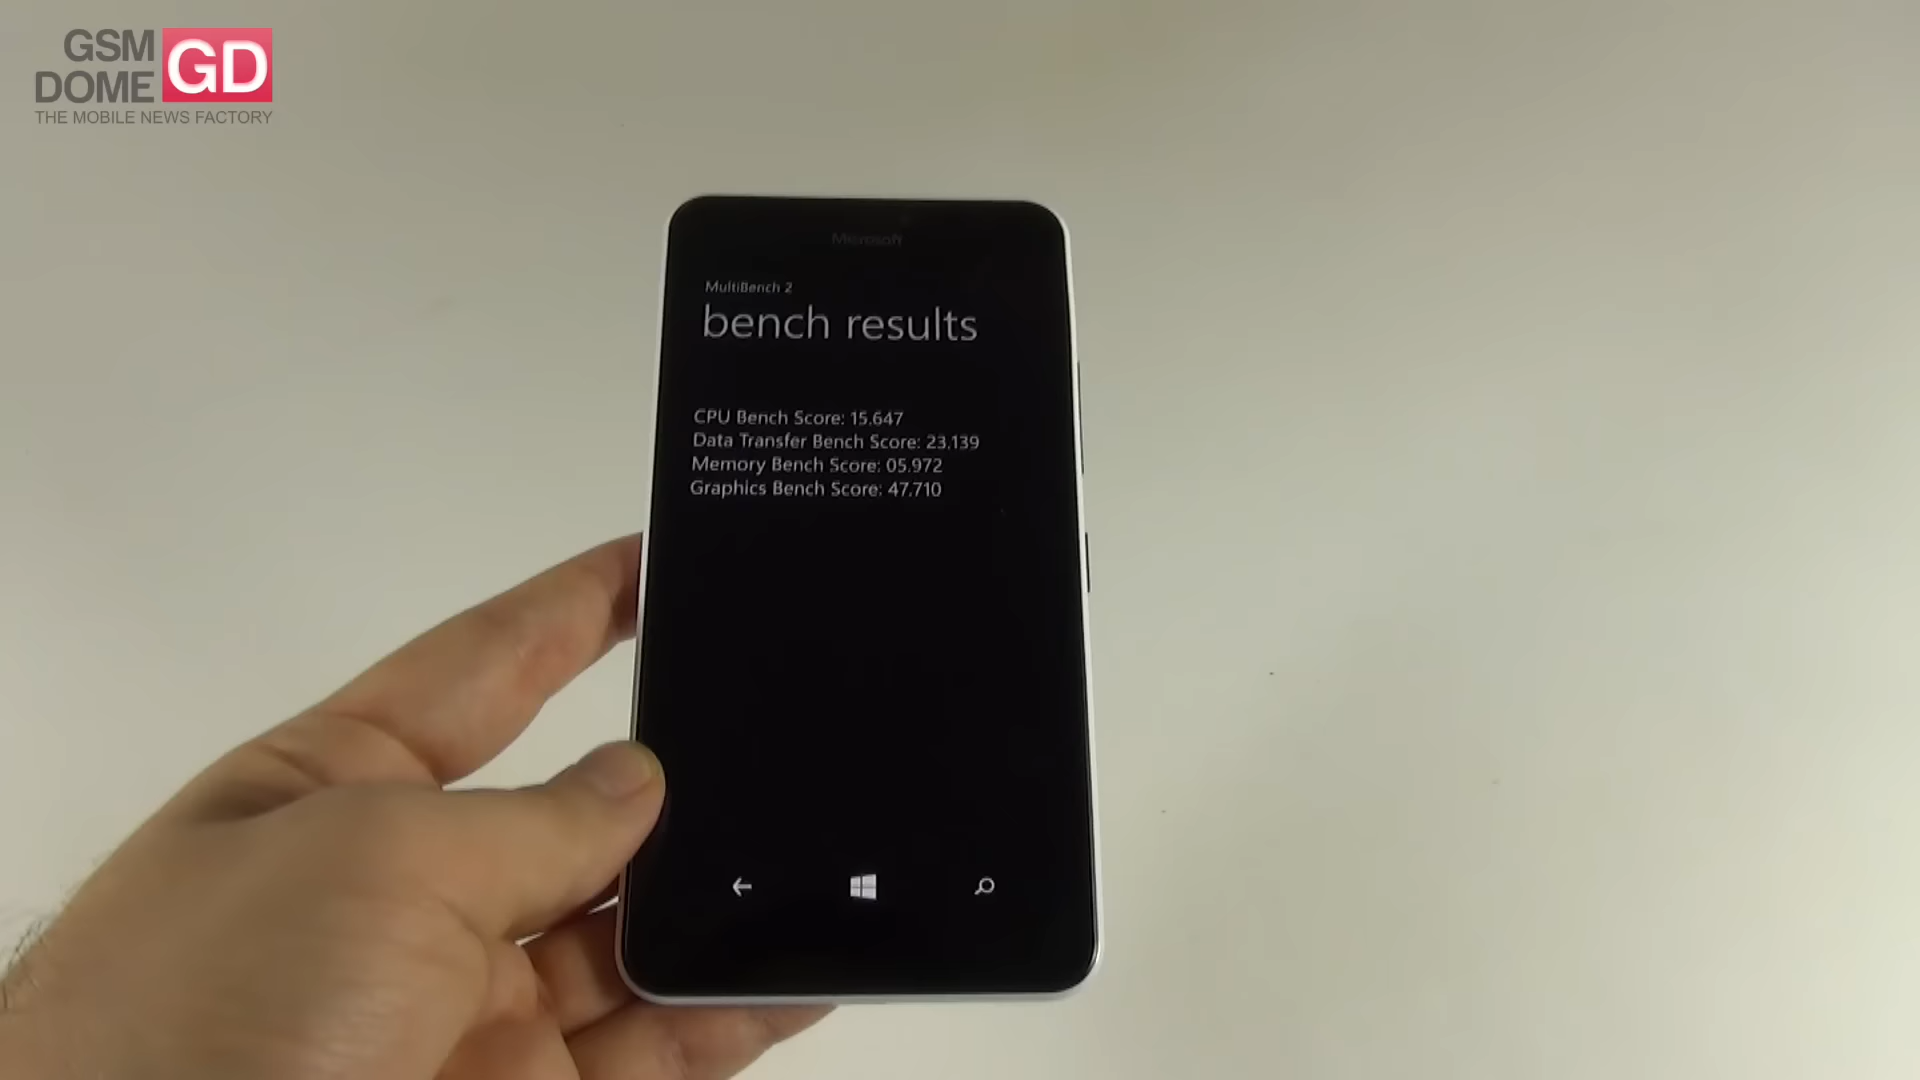 GSM
DOME
GD
THE MOBILE NEWS FACTORY
Microsoft
MultiBench 2
bench results
CPU Bench Score: 15.647
Data Transfer Bench Score: 23.139
Memory Bench Score: 05.972
Graphics Bench Score: 47.710